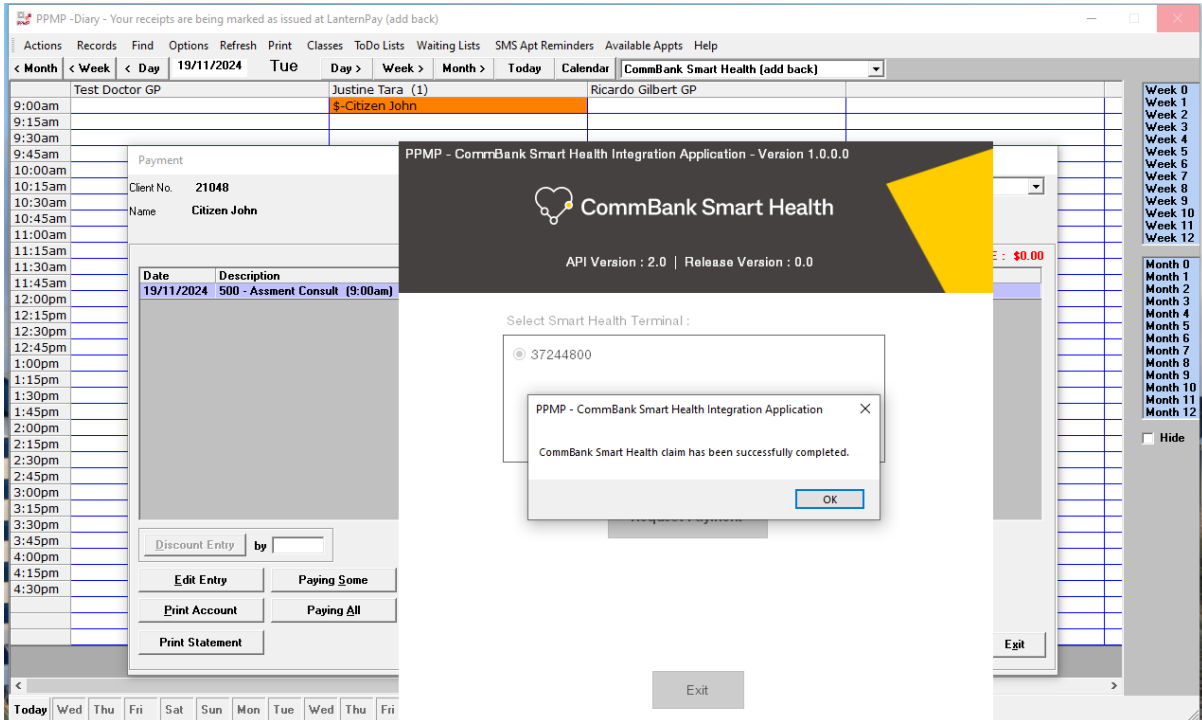 PPMP -Diary - Your receipts are being marked as issued at LanternPay (add back)
Actions Records Find Options Refresh Print Classes ToDo Lists Waiting Lists SMS Apt Reminders Available Appts Help
< Month < Week < Day 19/11/2024 Tue Day > Week > Month > Today Calendar CommBank Smart Health (add back)
Test Doctor GP Justine Tara (1) Ricardo Gilbert GP
9:00am $-Citizen John
9:15am
9:30am
9:45am
10:00am
10:15am
10:30am
10:45am
11:00am
11:15am
11:30am
11:45am
12:00pm
12:15pm
12:30pm
12:45pm
1:00pm
1:15pm
1:30pm
1:45pm
2:00pm
2:15pm
2:30pm
2:45pm
3:00pm
3:15pm
3:30pm
3:45pm
4:00pm
4:15pm
4:30pm
Payment
Client No. 21048
Name Citizen John
: $0.00
Date Description
19/11/2024 500 - Assment Consult (9:00am)
Discount Entry by
Edit Entry Paying Some
Print Account Paying All
Print Statement
Exit
PPMP - CommBank Smart Health Integration Application - Version 1.0.0.0
CommBank Smart Health
API Version : 2.0 | Release Version : 0.0
Select Smart Health Terminal :
37244800
PPMP - CommBank Smart Health Integration Application
CommBank Smart Health claim has been successfully completed.
OK
Exit
Week 0
Week 1
Week 2
Week 3
Week 4
Week 5
Week 6
Week 7
Week 8
Week 9
Week 10
Week 11
Week 12
Month 0
Month 1
Month 2
Month 3
Month 4
Month 5
Month 6
Month 7
Month 8
Month 9
Month 10
Month 11
Month 12
Hide
Today Wed Thu Fri Sat Sun Mon Tue Wed Thu Fri